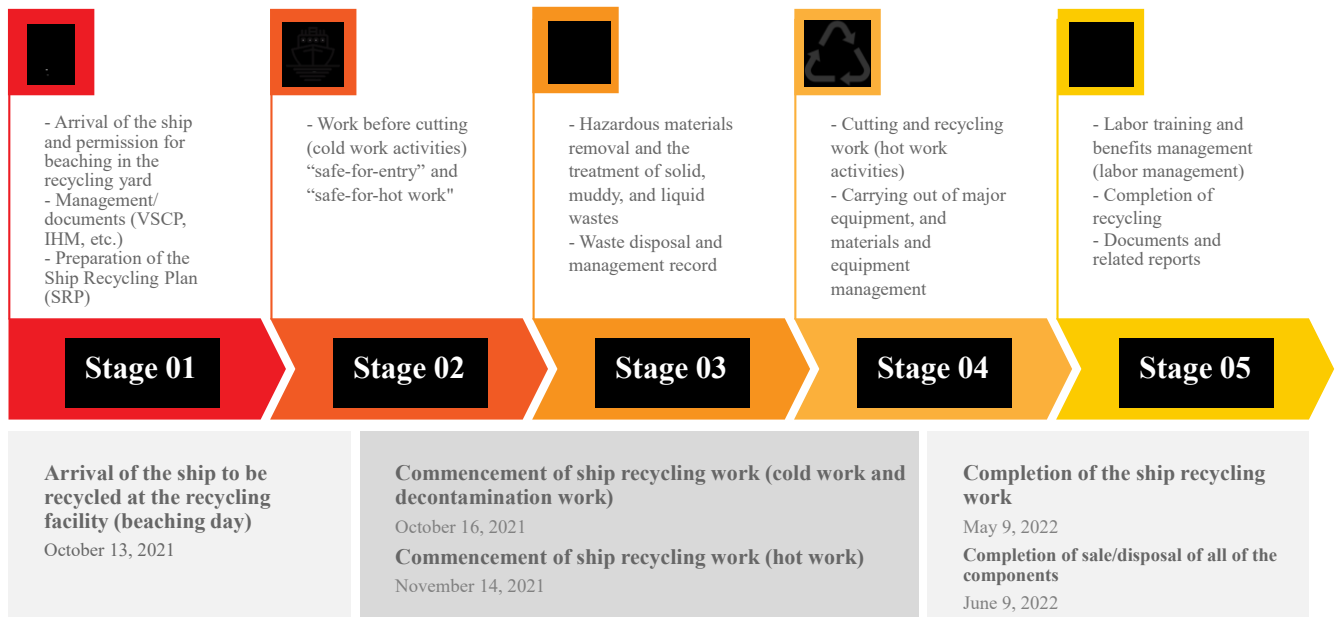 - Arrival of the ship
and permission for
beaching in the
recycling yard
- Management/
documents (VSCP,
IHM, etc.)
- Preparation of the
Ship Recycling Plan
(SRP)
- Work before cutting
(cold work activities)
“safe-for-entry” and
“safe-for-hot work"
- Hazardous materials
removal and the
treatment of solid,
muddy, and liquid
wastes
- Waste disposal and
management record
- Cutting and recycling
work (hot work
activities)
- Carrying out of major
equipment, and
materials and
equipment
management
- Labor training and
benefits management
(labor management)
- Completion of
recycling
- Documents and
related reports
Stage 01
Stage 02
Stage 03
Stage 04
Stage 05
Arrival of the ship to be
recycled at the recycling
facility (beaching day)
October 13, 2021
Commencement of ship recycling work (cold work and
decontamination work)
October 16, 2021
Commencement of ship recycling work (hot work)
November 14, 2021
Completion of the ship recycling
work
May 9, 2022
Completion of sale/disposal of all of the
components
June 9, 2022